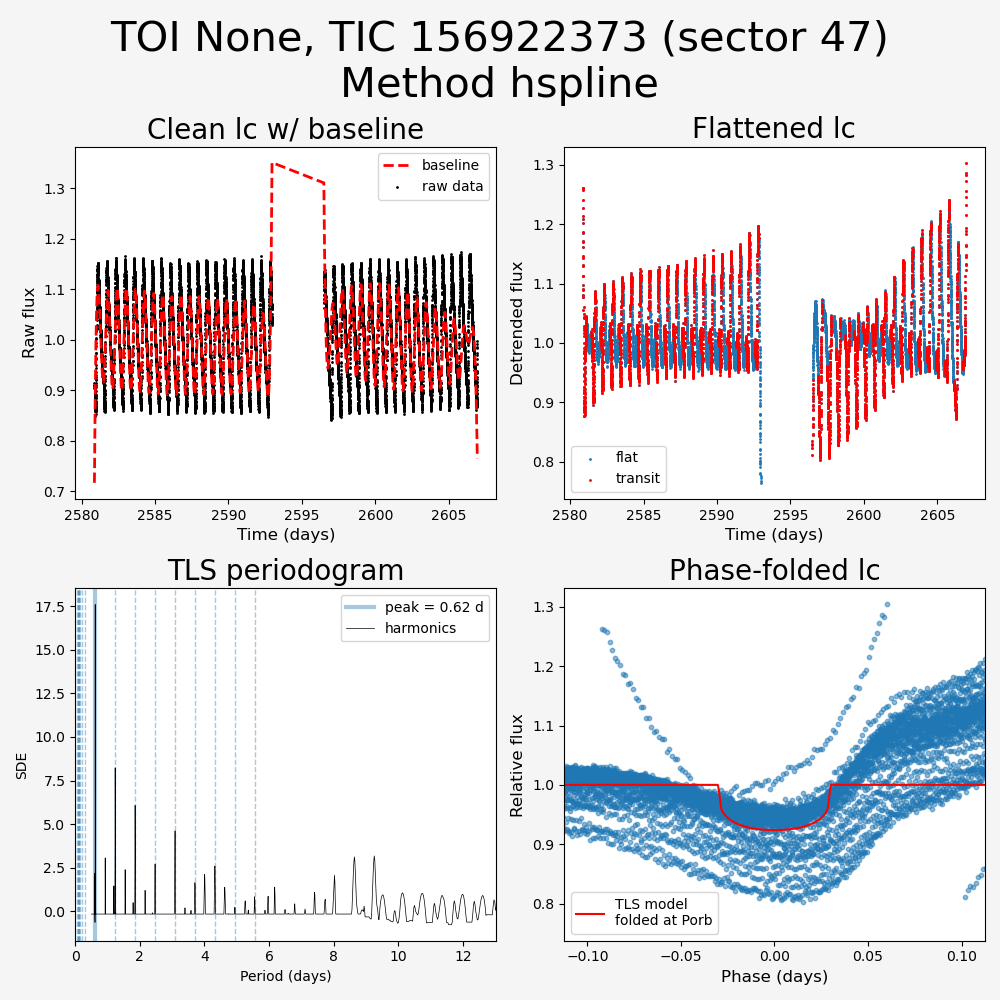 TOI None, TIC 156922373 (sector 47)
Method hspline
Clean lc w/ baseline
Raw flux
1.3
1.2
1.1
1.0
0.9
0.8
0.7
baseline
raw data
2580
2585
2590
2595
2600
2605
Time (days)
Flattened lc
Detrended flux
1.3
1.2
1.1
1.0
0.9
0.8
flat
transit
2580
2585
2590
2595
2600
2605
Time (days)
TLS periodogram
SDE
17.5
15.0
12.5
10.0
7.5
5.0
2.5
0.0
peak = 0.62 d
harmonics
0
2
4
6
8
10
12
Period (days)
Phase-folded lc
Relative flux
1.3
1.2
1.1
1.0
0.9
0.8
TLS model
folded at Porb
−0.10
−0.05
0.00
0.05
0.10
Phase (days)